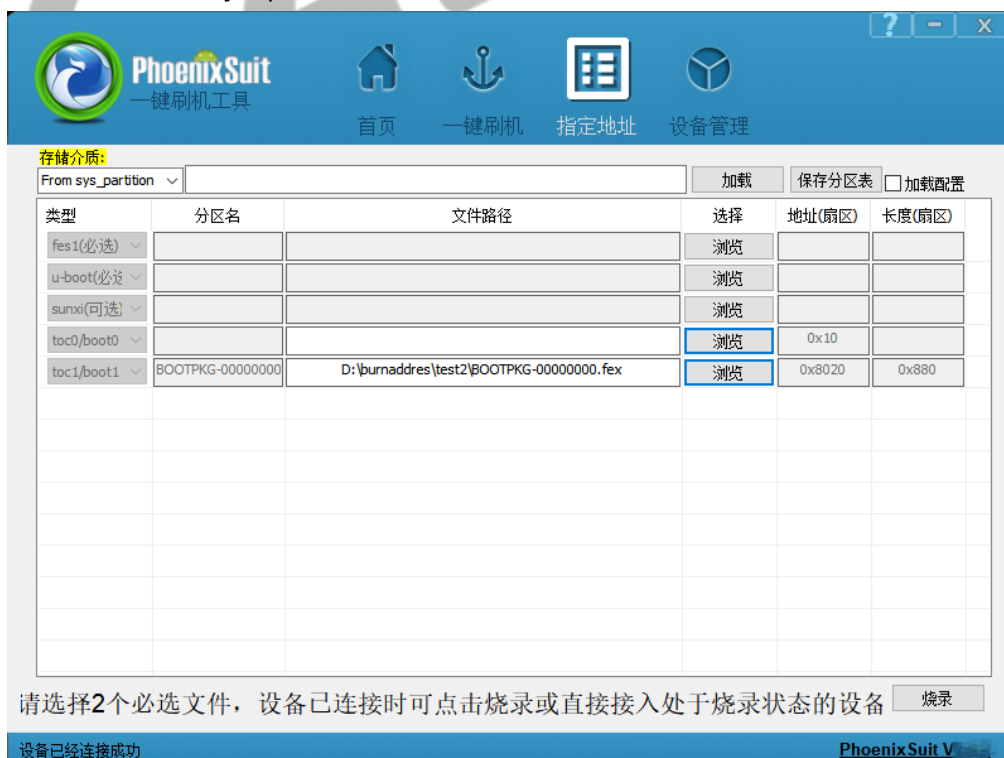 ? — X
PhoenixSuit
一键刷机工具
首页 一键刷机 指定地址 设备管理
存储介质:
From sys_partition 加载 保存分区表 加载配置
类型 分区名 文件路径 选择 地址(扇区) 长度(扇区)
fes1(必选) 浏览
u-boot(必选 浏览
sunxi(可选) 浏览
toc0/boot0 浏览 0x10
toc1/boot1 BOOTPKG-00000000 D:\burnaddres\test2\BOOTPKG-00000000.fex 浏览 0x8020 0x880
请选择2个必选文件，设备已连接时可点击烧录或直接接入处于烧录状态的设备 烧录
设备已经连接成功 PhoenixSuit V